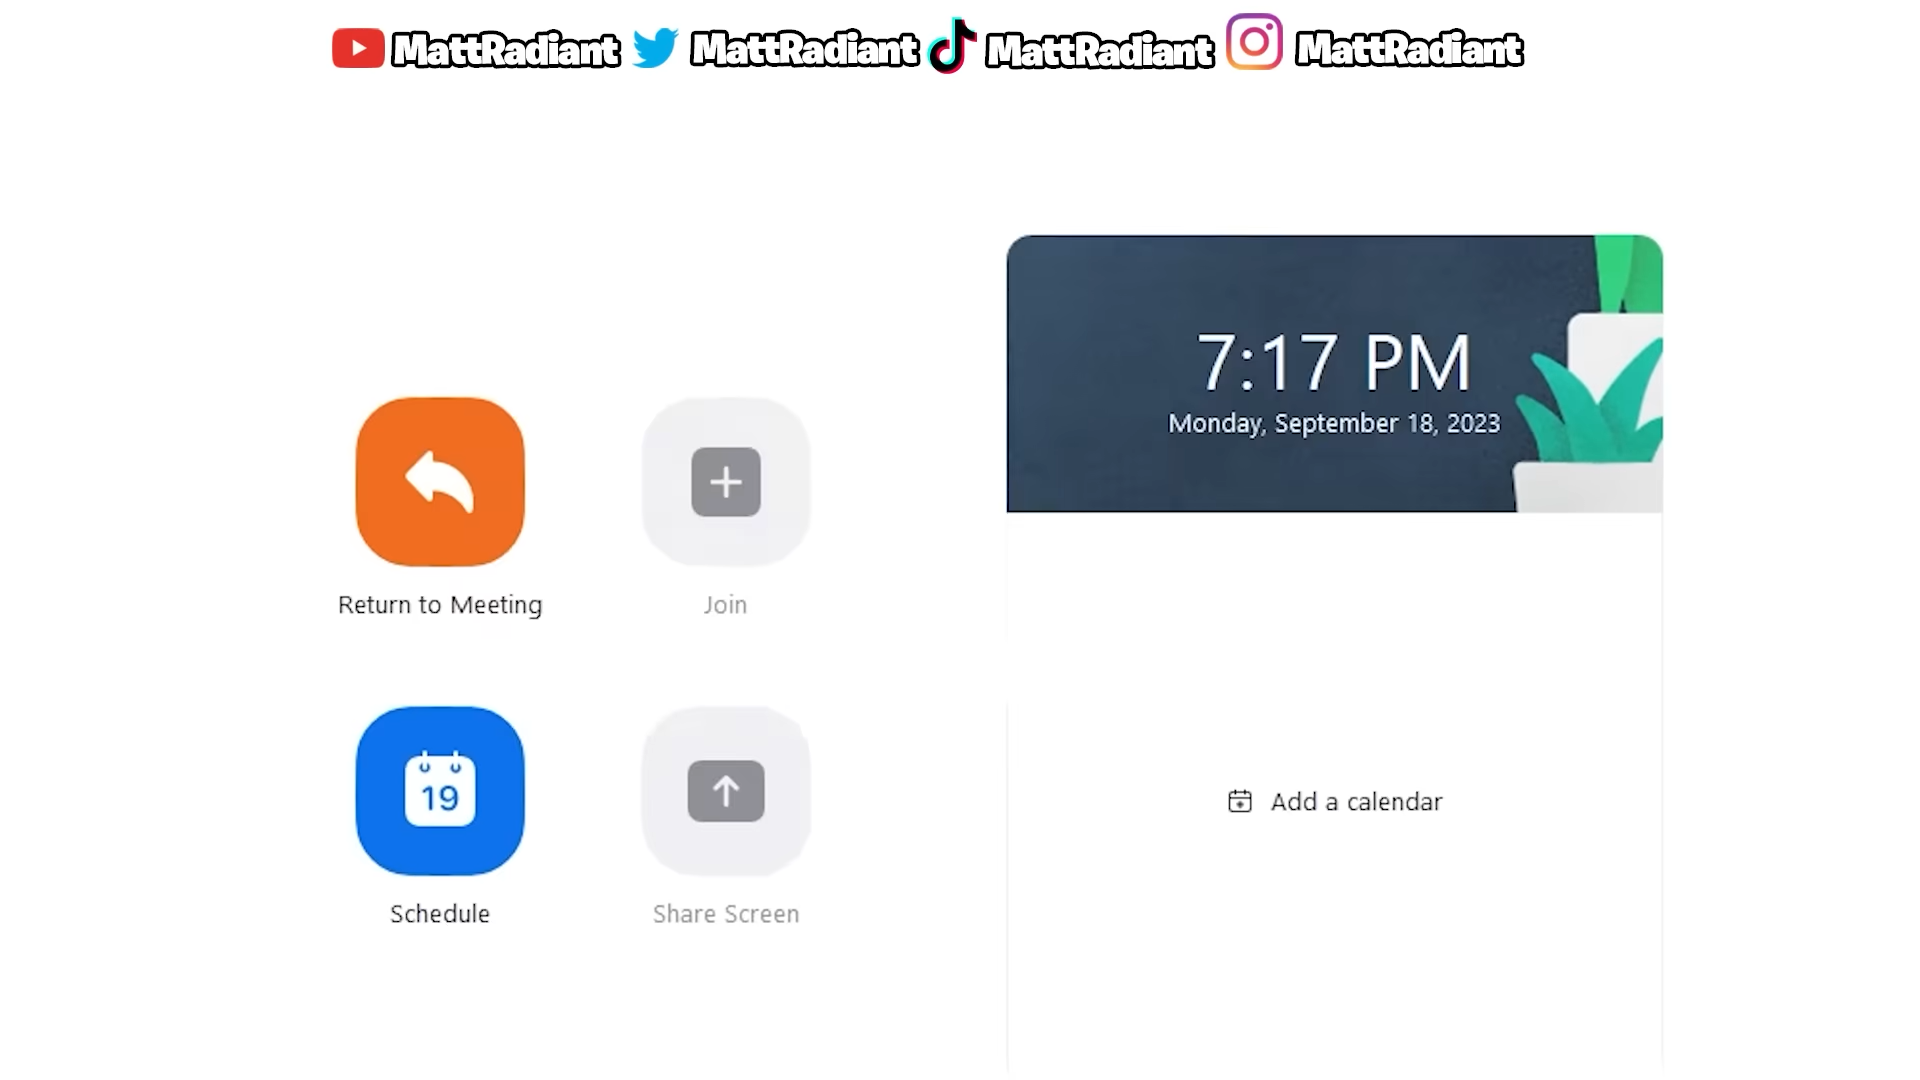 MattRadiant MattRadiant MattRadiant MattRadiant
7:17 PM
Monday, September 18, 2023
Return to Meeting
Join
19
Schedule
Share Screen
Add a calendar